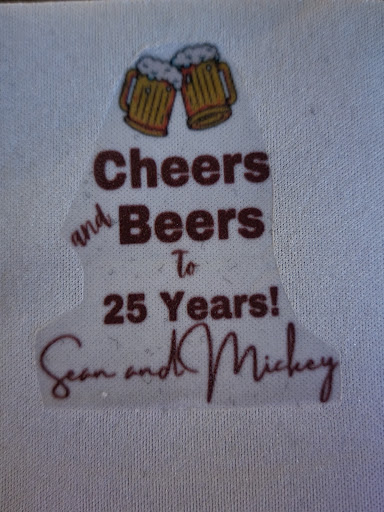 Cheers
and Beers
To
25 Years!
Sean and Mickey